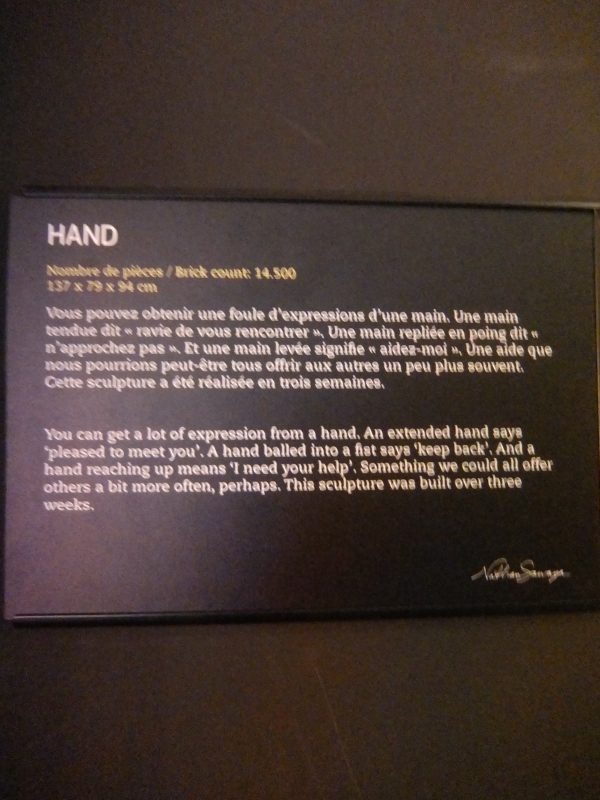 HAND
Nombre de pièces / Brick count: 14.500
137 x 79 x 94 cm
Vous pouvez obtenir une foule d'expressions d'une main. Une main
tendue dit « ravie de vous rencontrer ». Une main repliée en poing dit «
n'approchez pas ». Et une main levée signifie « aidez-moi ». Une aide que
nous pourrions peut-être tous offrir aux autres un peu plus souvent.
Cette sculpture a été réalisée en trois semaines.
You can get a lot of expression from a hand. An extended hand says
'pleased to meet you'. A hand balled into a fist says 'keep back'. And a
hand reaching up means 'I need your help'. Something we could all offer
others a bit more often, perhaps. This sculpture was built over three
weeks.
Nathan Sawaya